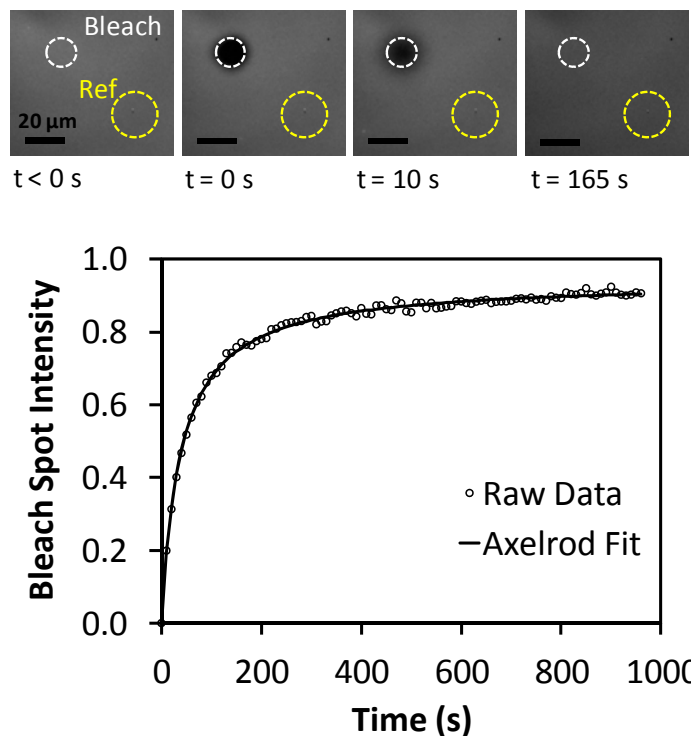 Bleach
Ref
20 µm
t < 0 s
t = 0 s
t = 10 s
t = 165 s
1.0
0.8
0.6
0.4
0.2
0.0
Bleach Spot Intensity
Raw Data
Axelrod Fit
0
200
400
600
800
1000
Time (s)